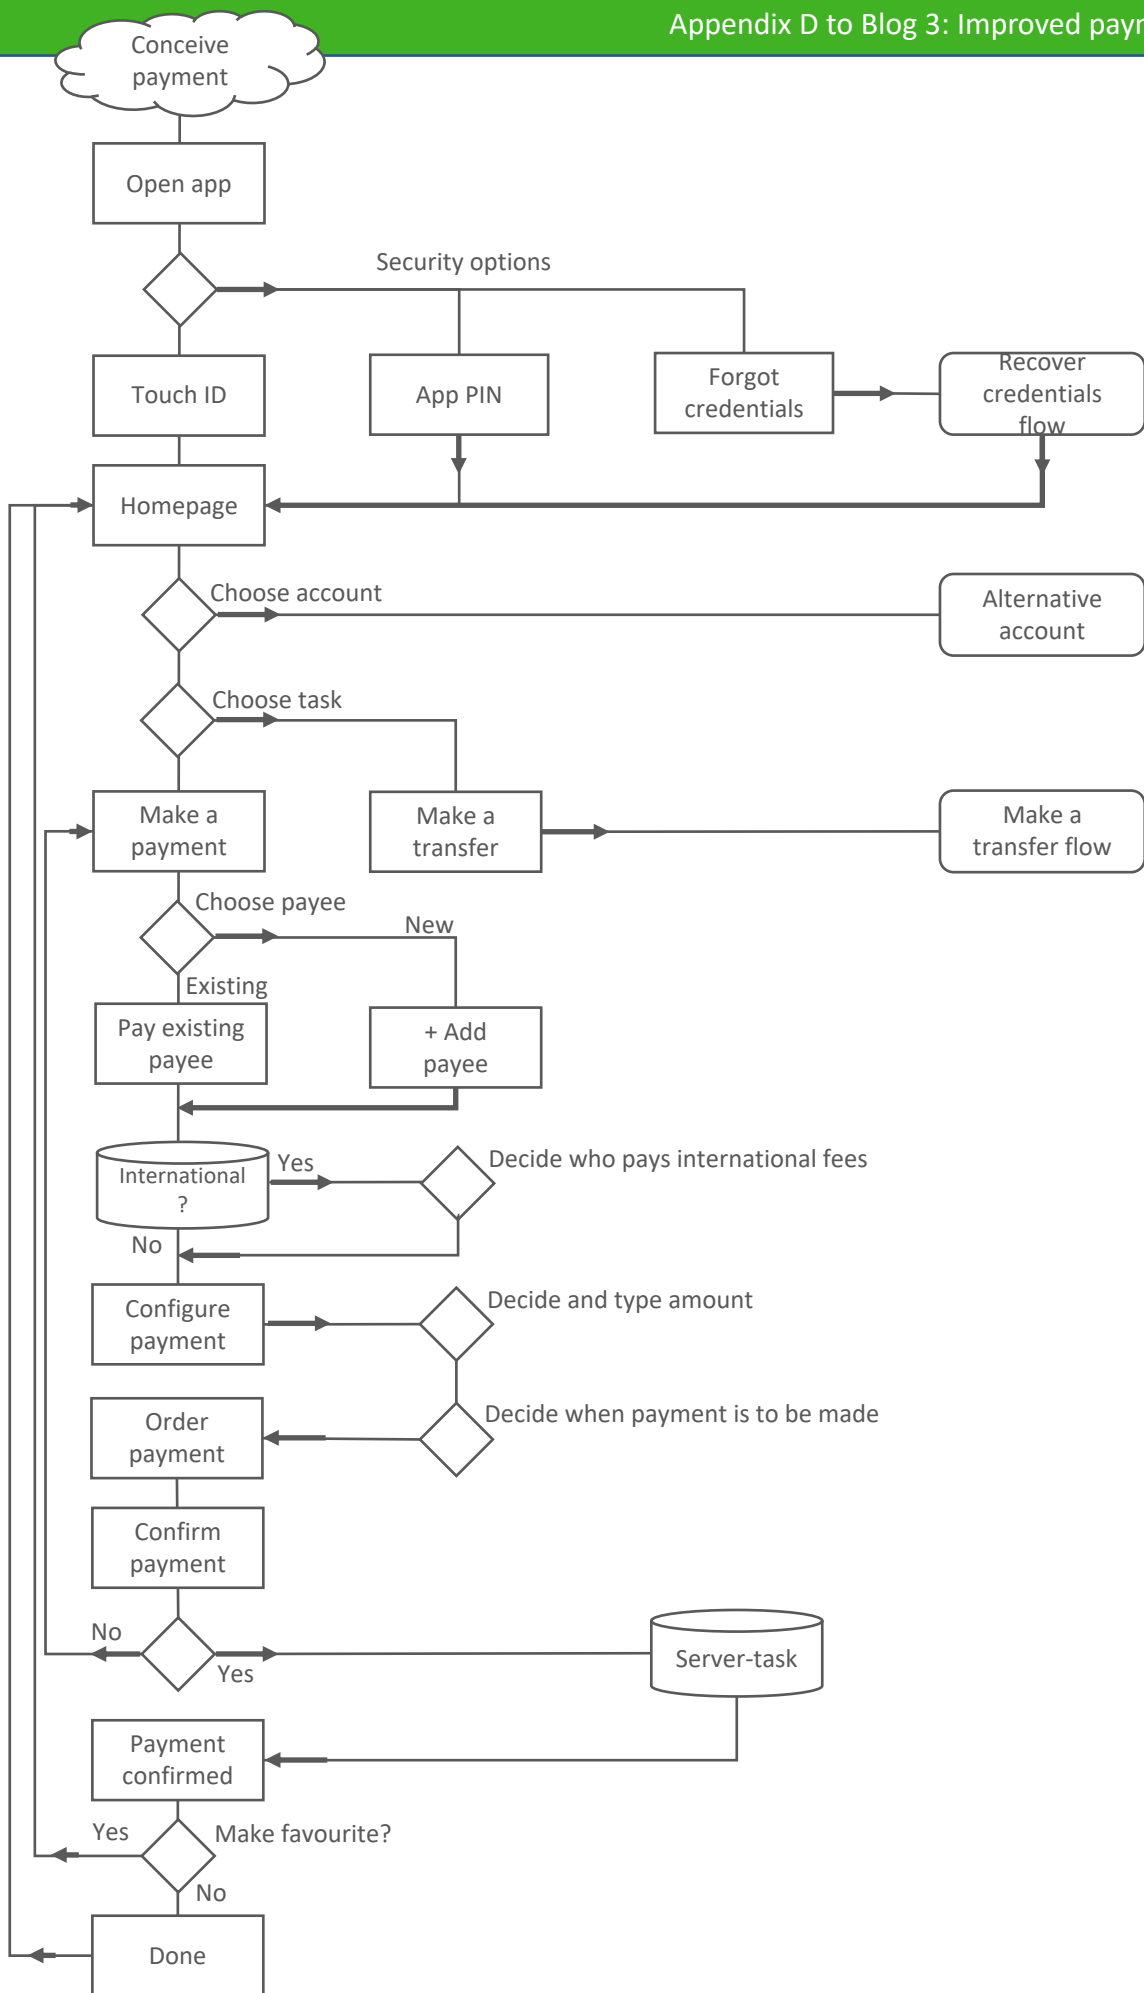 Appendix D to Blog 3: Improved paym
Conceive
payment
Open app
Security options
Touch ID
App PIN
Forgot
credentials
Recover
credentials
flow
Homepage
Choose account
Alternative
account
Choose task
Make a
payment
Make a
transfer
Make a
transfer flow
Choose payee
New
Existing
Pay existing
payee
+ Add
payee
International
?
Yes
Decide who pays international fees
No
Configure
payment
Decide and type amount
Order
payment
Decide when payment is to be made
Confirm
payment
No
Yes
Server-task
Payment
confirmed
Yes
Make favourite?
No
Done